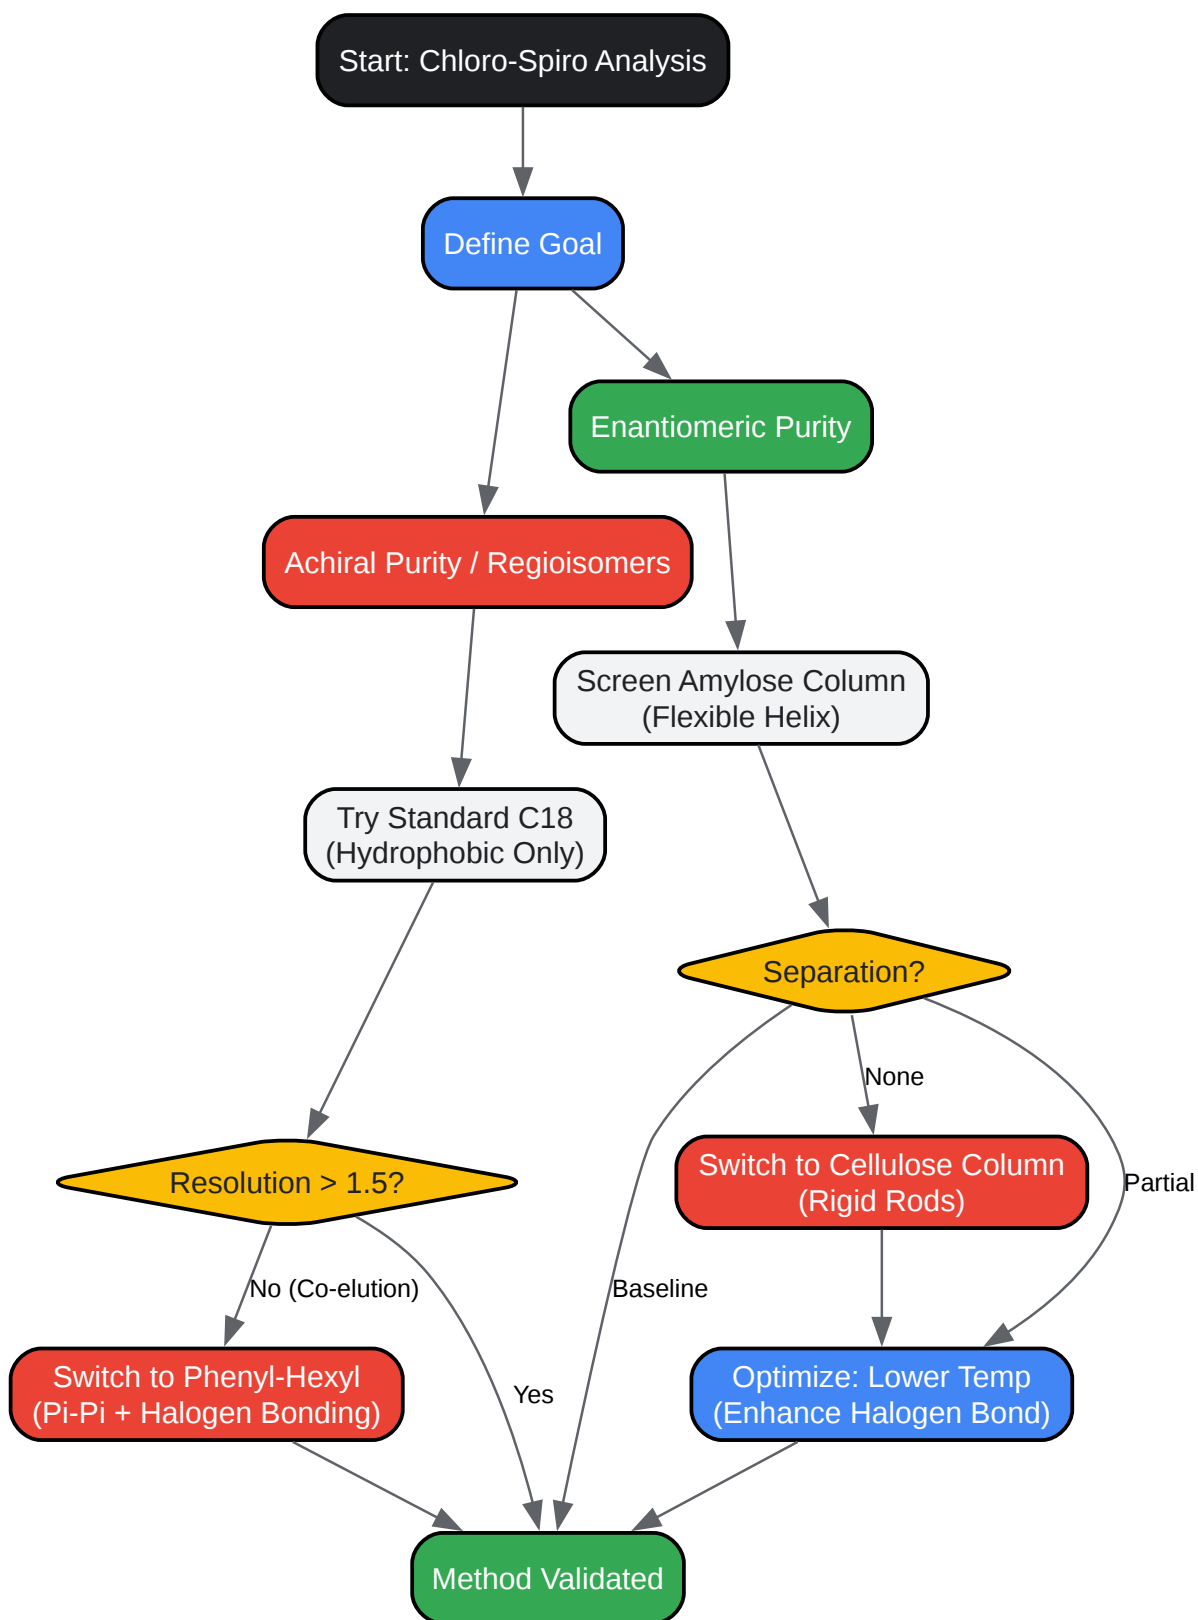 Start: Chloro-Spiro Analysis
Define Goal
Enantiomeric Purity
Achiral Purity / Regioisomers
Screen Amylose Column
(Flexible Helix)
Try Standard C18
(Hydrophobic Only)
Separation?
None
Switch to Cellulose Column
(Rigid Rods)
Partial
Resolution > 1.5?
No (Co-elution)
Baseline
Switch to Phenyl-Hexyl
(Pi-Pi + Halogen Bonding)
Yes
Optimize: Lower Temp
(Enhance Halogen Bond)
Method Validated